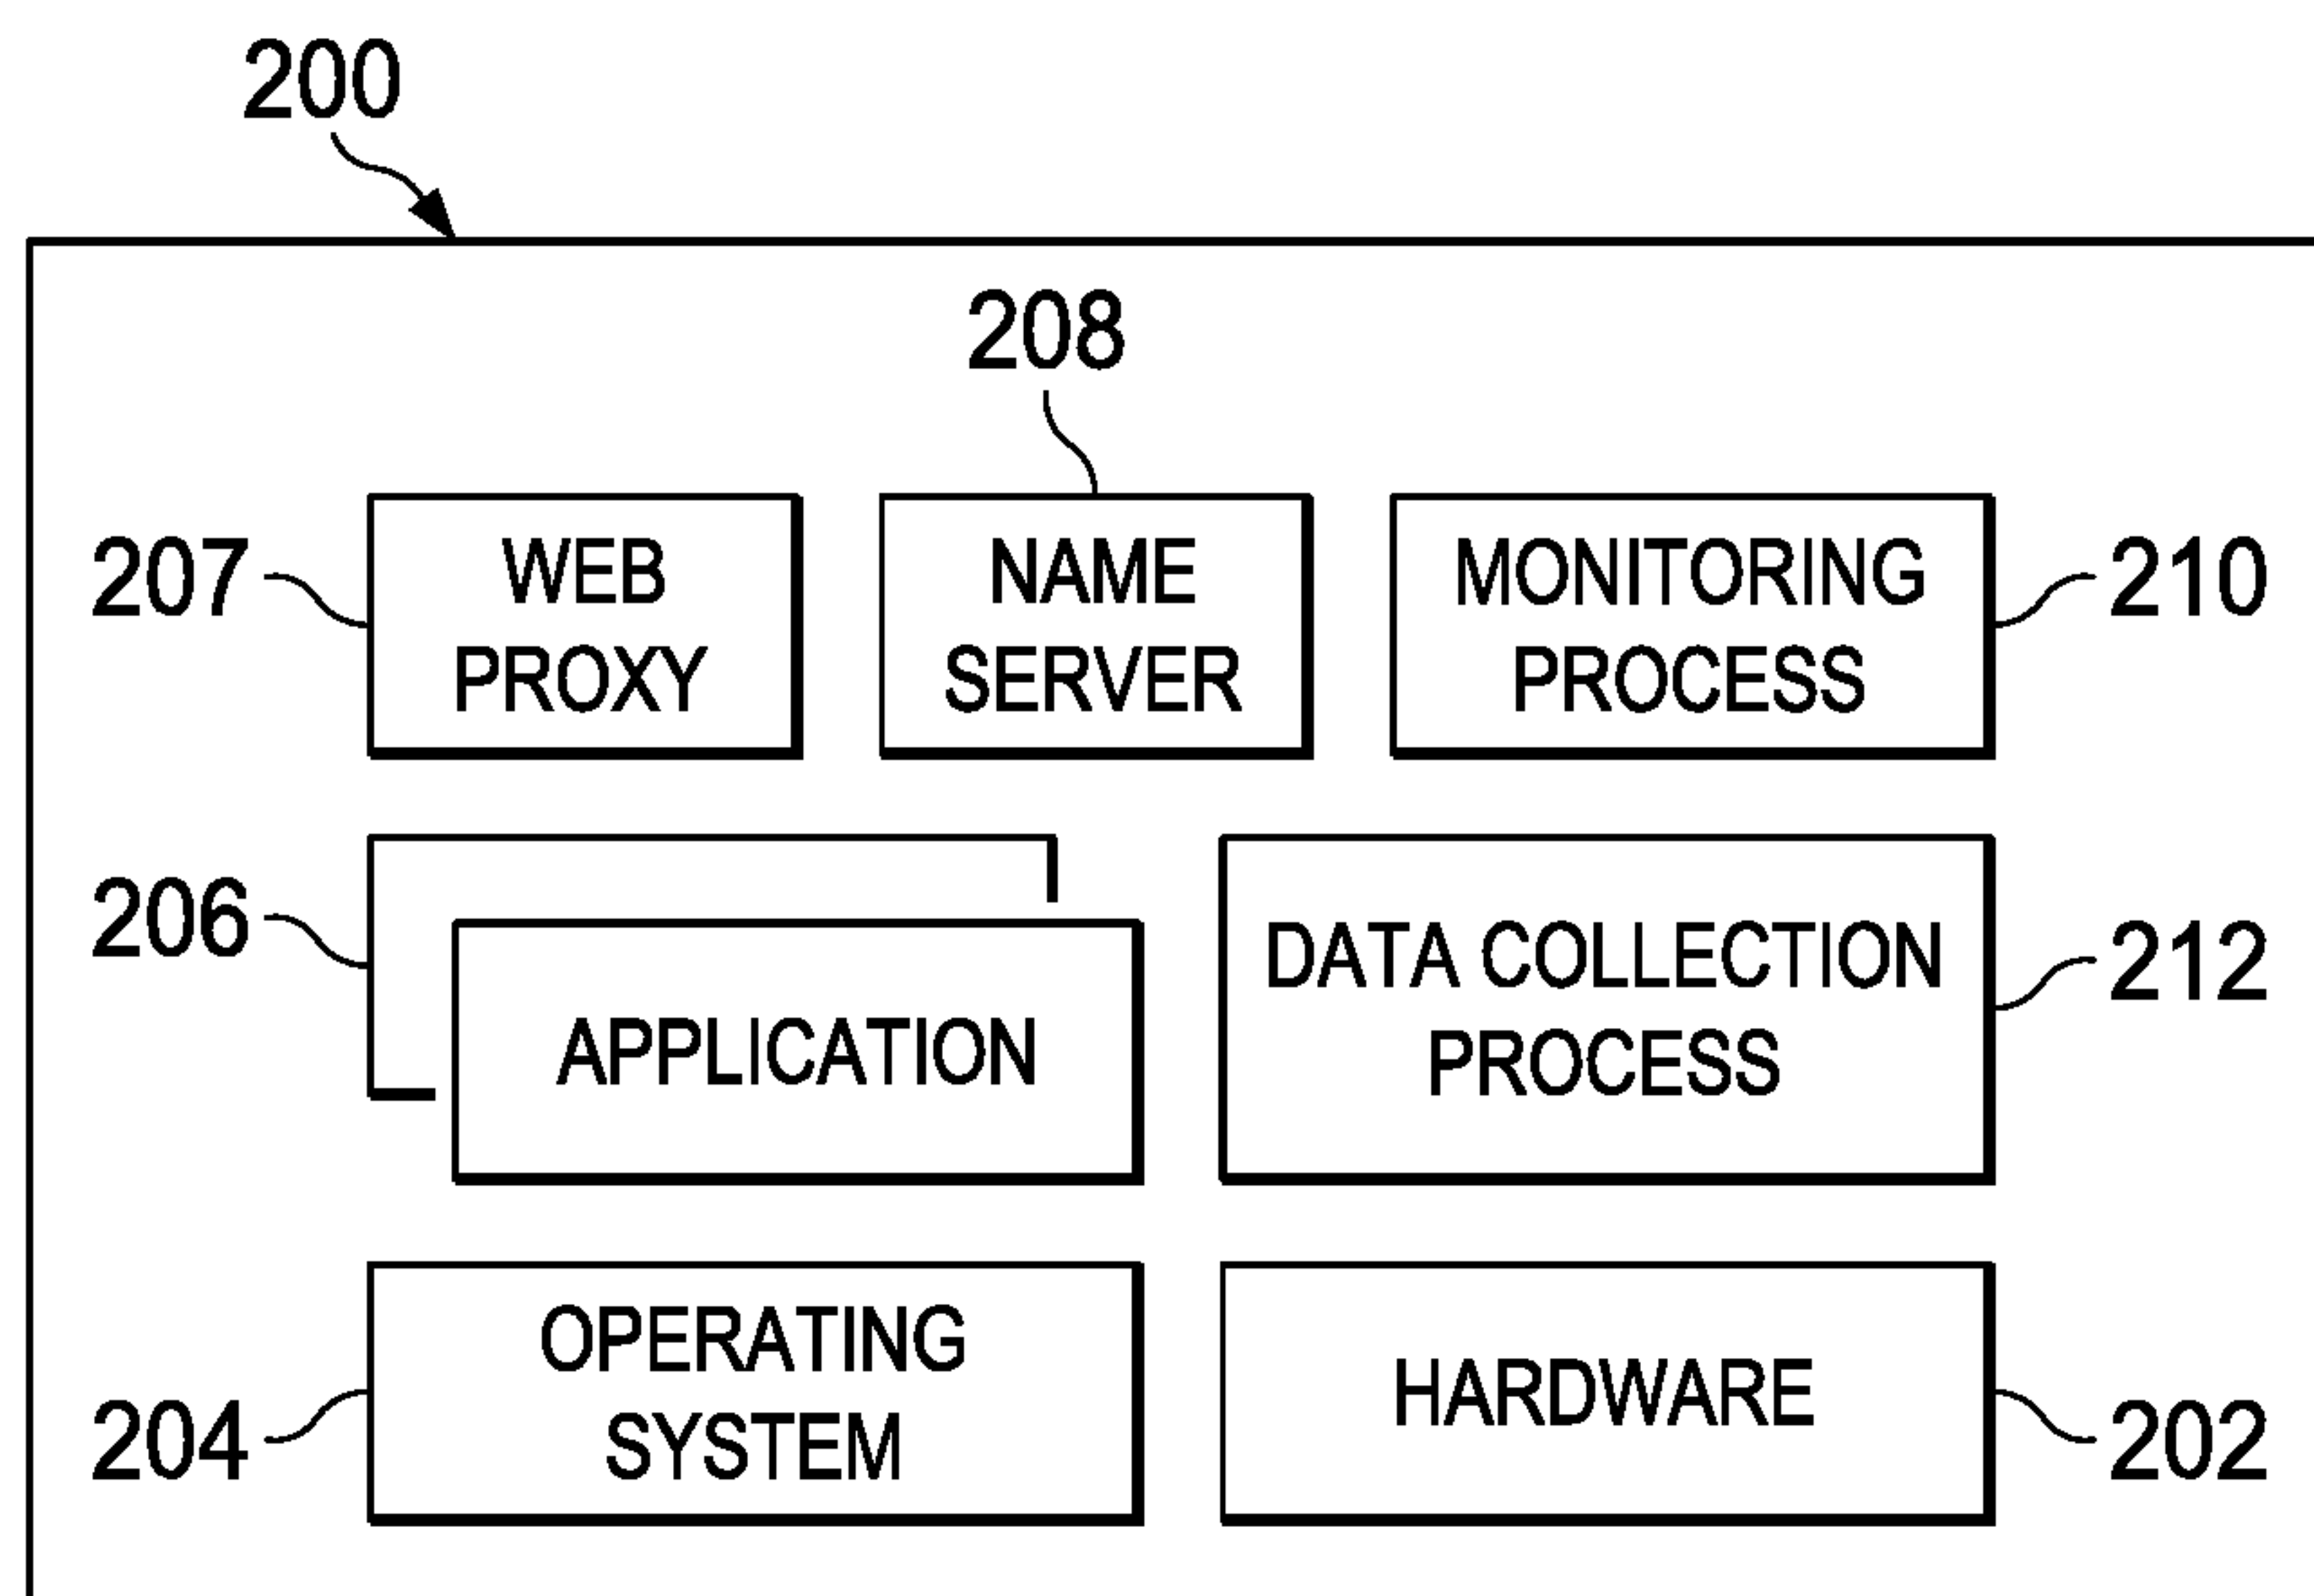 200
208
207
WEB
PROXY
NAME
SERVER
MONITORING
PROCESS
210
206
APPLICATION
DATA COLLECTION
PROCESS
212
204
OPERATING
SYSTEM
HARDWARE
202